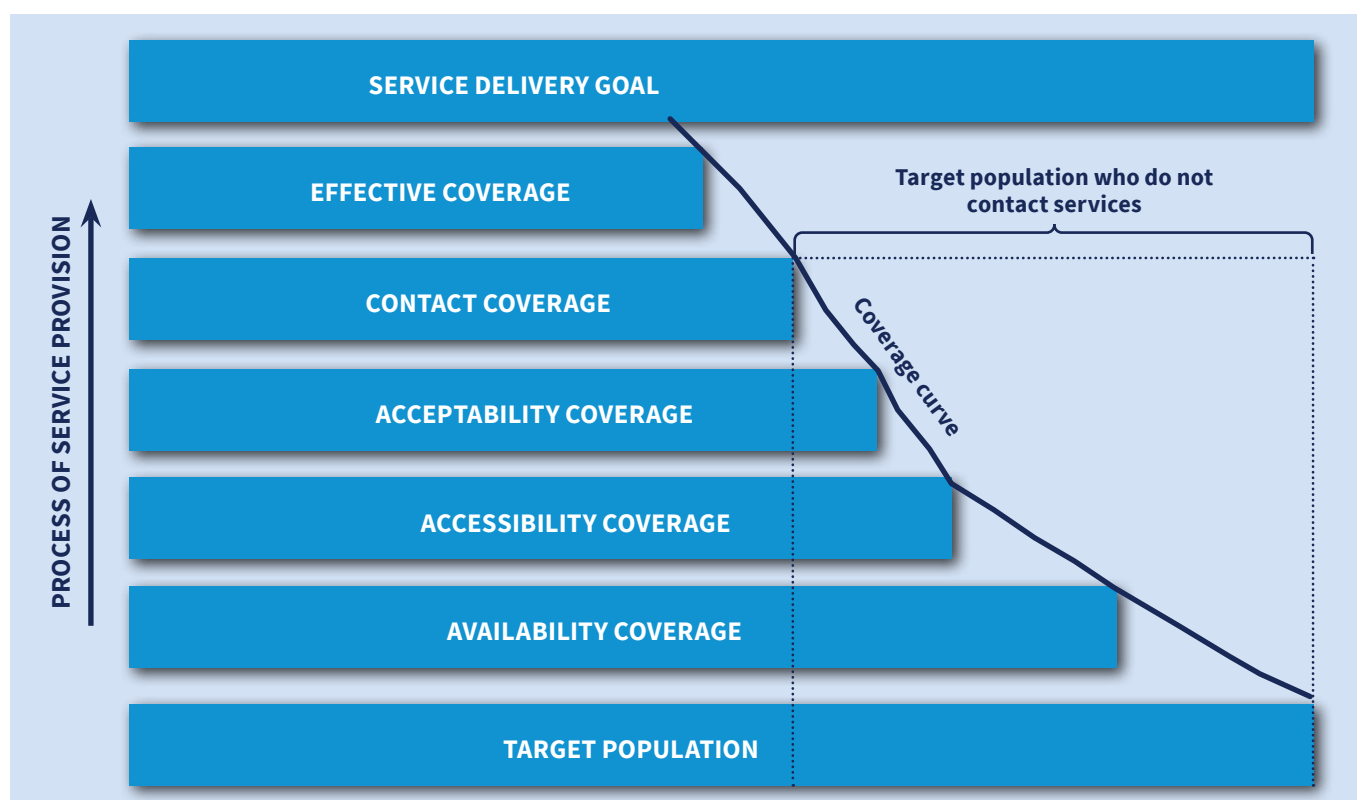 SERVICE DELIVERY GOAL
EFFECTIVE COVERAGE
Target population who do not
contact services
CONTACT COVERAGE
Coverage curve
ACCEPTABILITY COVERAGE
ACCESSIBILITY COVERAGE
AVAILABILITY COVERAGE
TARGET POPULATION
PROCESS OF SERVICE PROVISION